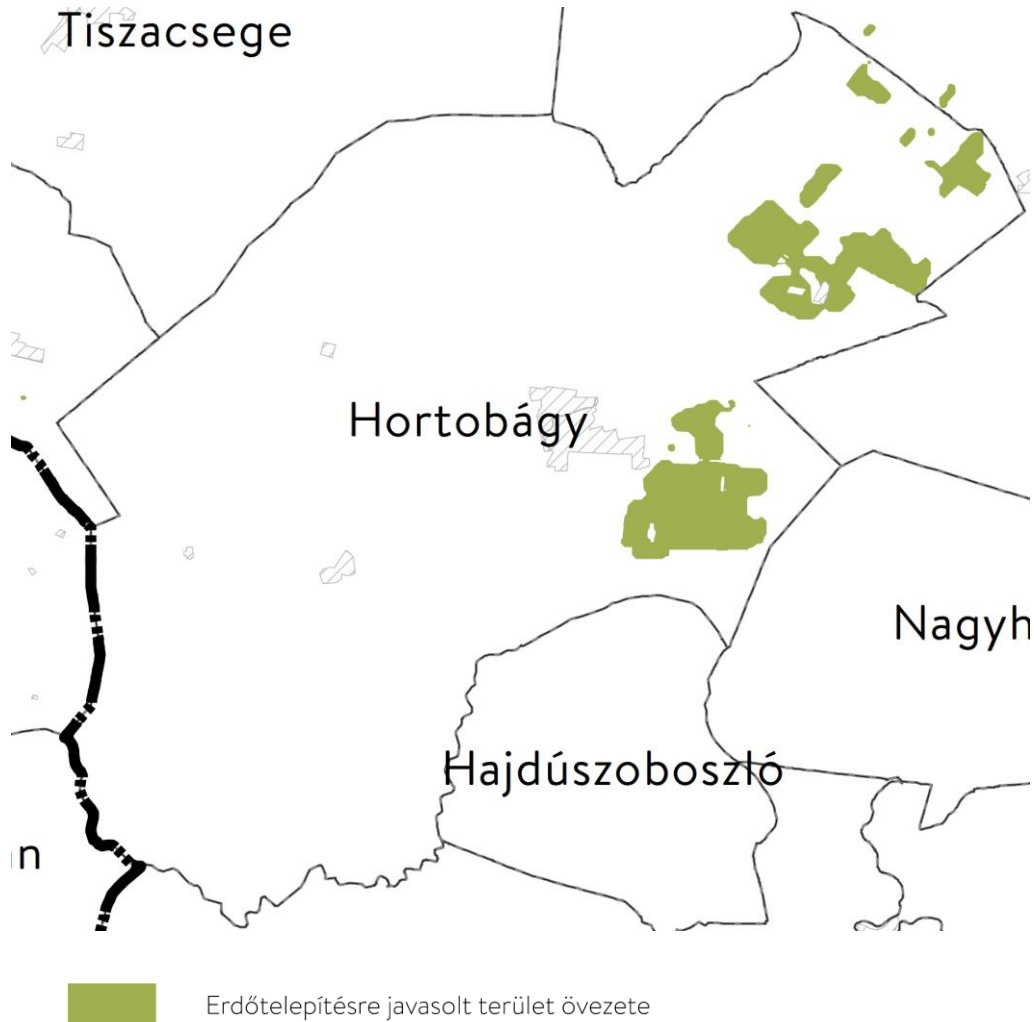 Tiszacsege
Hortobágy
Nagyh
Hajdúszoboszló
n
Erdőtelepítésre javasolt terület övezete